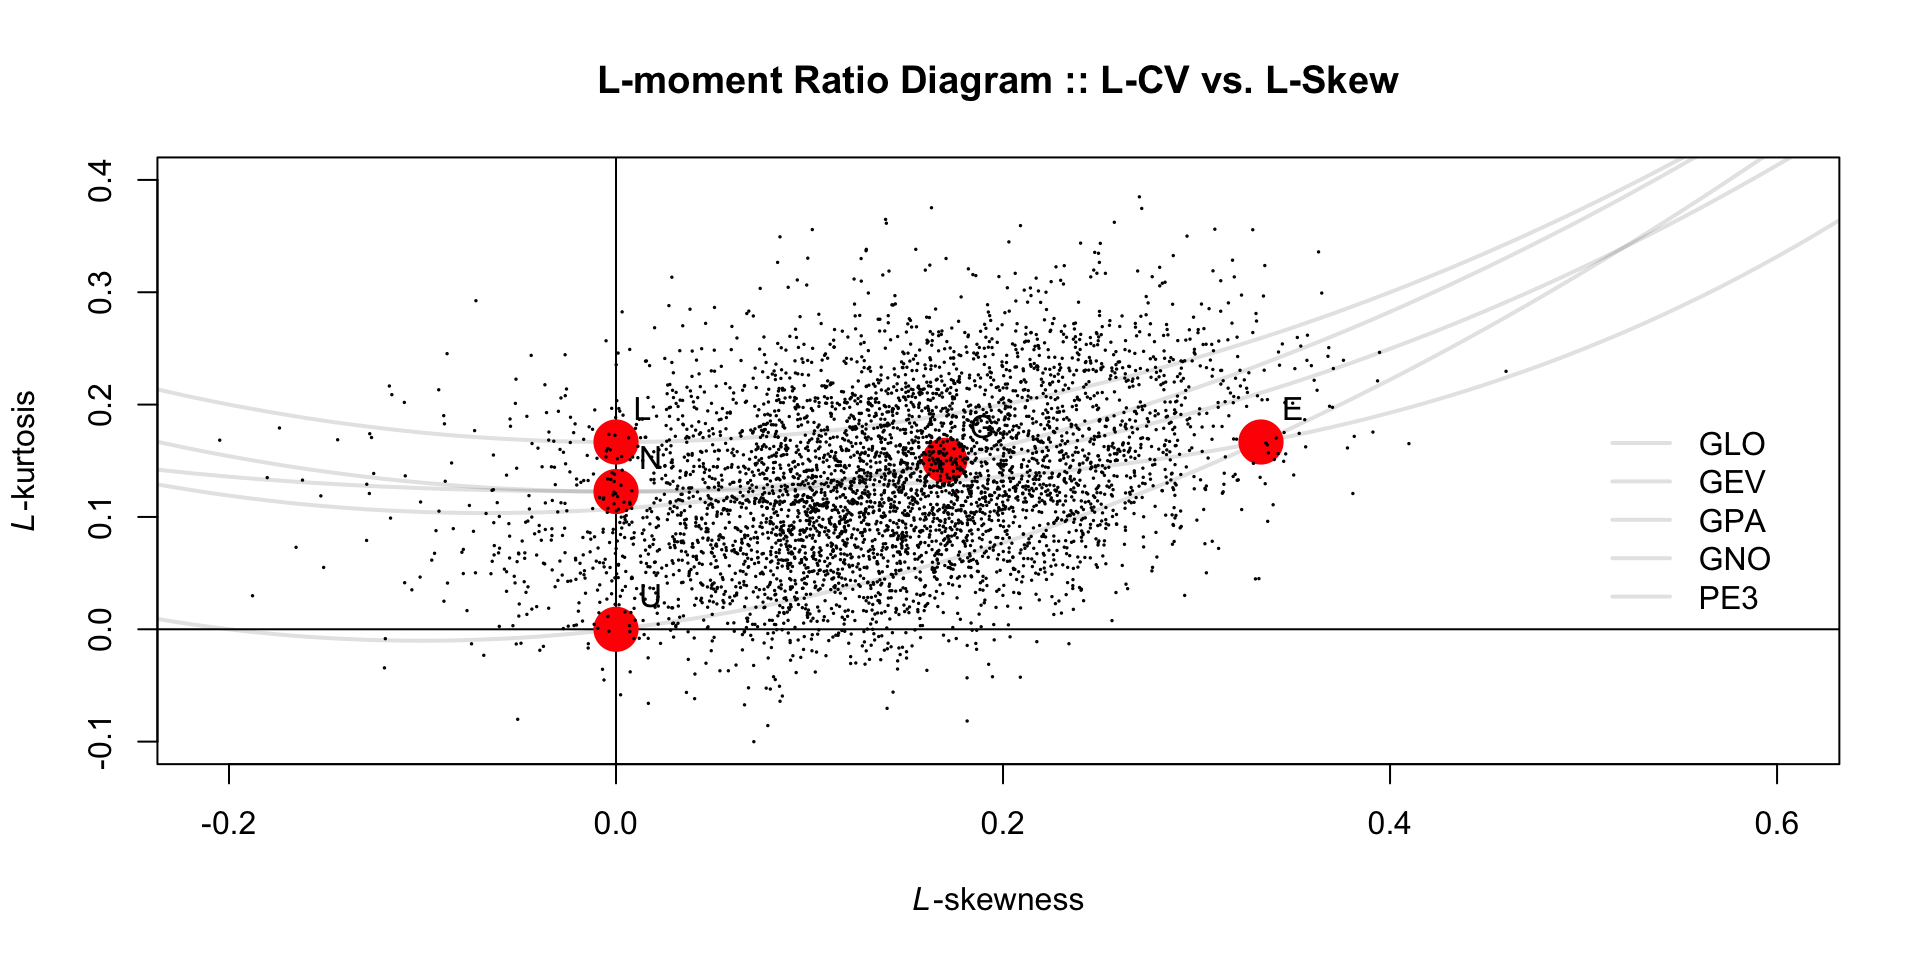 L-moment Ratio Diagram :: L-CV vs. L-Skew
L-kurtosis
0.4
0.3
0.2
0.1
0.0
-0.1
L
N
U
G
E
GLO
GEV
GPA
GNO
PE3
-0.2
0.0
0.2
0.4
0.6
L-skewness